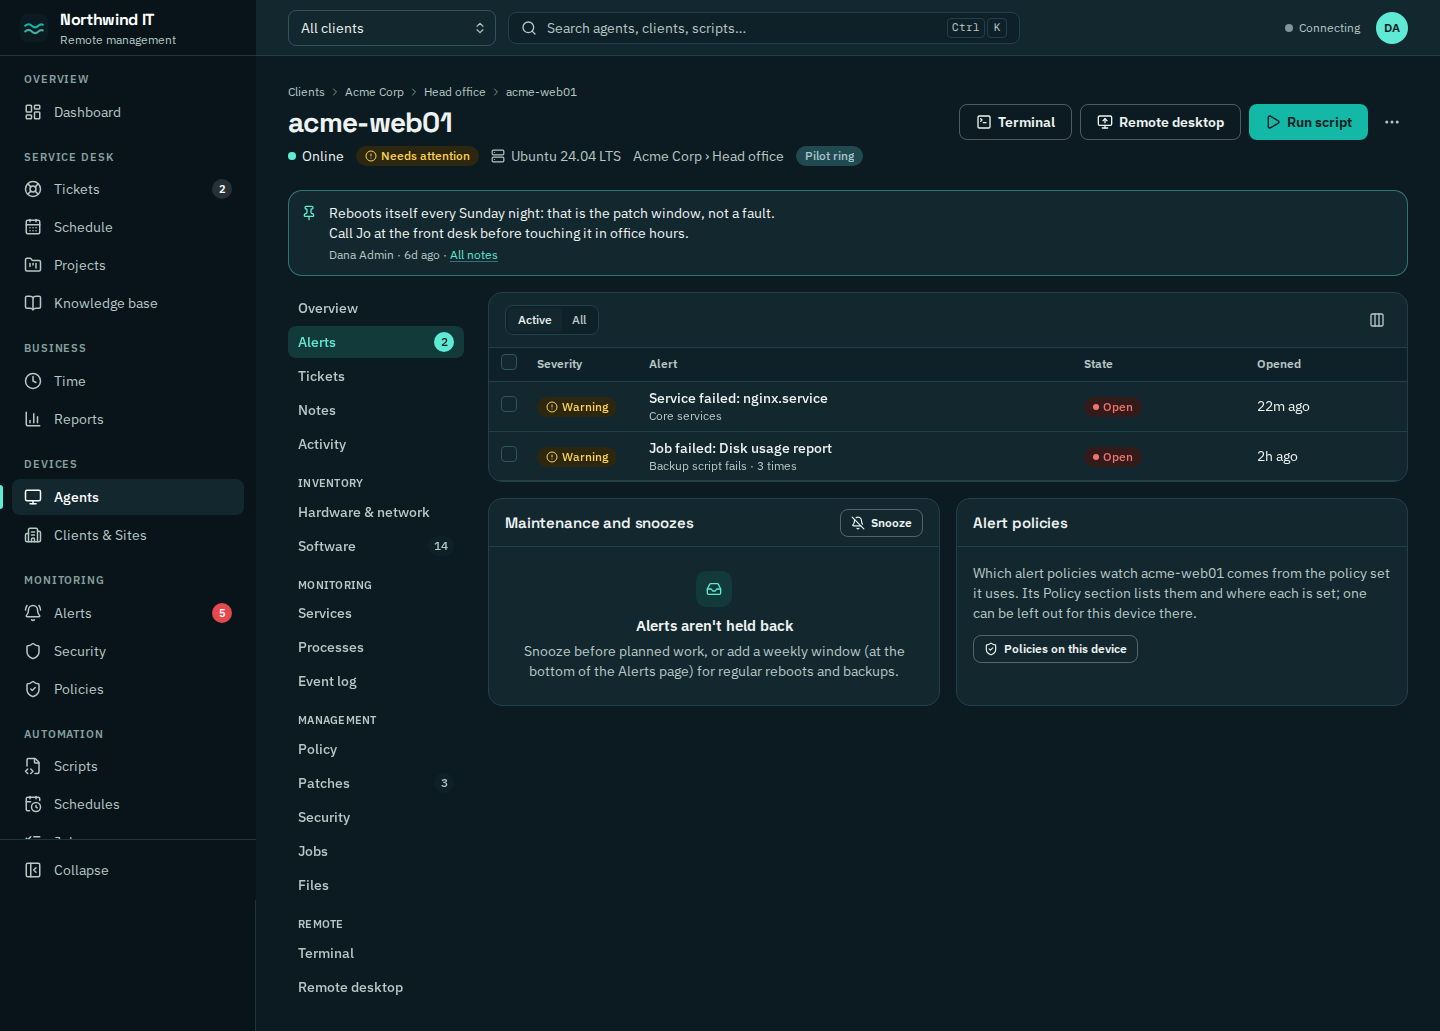 Northwind IT
Remote management
All clients
Search agents, clients, scripts...
Ctrl K
Connecting
DA
OVERVIEW
Dashboard
SERVICE DESK
Tickets 2
Schedule
Projects
Knowledge base
BUSINESS
Time
Reports
DEVICES
Agents
Clients & Sites
MONITORING
Alerts 5
Security
Policies
AUTOMATION
Scripts
Schedules
Collapse
Clients > Acme Corp > Head office > acme-web01
acme-web01
Online Needs attention Ubuntu 24.04 LTS Acme Corp › Head office Pilot ring
Terminal
Remote desktop
Run script
Reboots itself every Sunday night: that is the patch window, not a fault.
Call Jo at the front desk before touching it in office hours.
Dana Admin · 6d ago · All notes
Overview
Alerts 2
Tickets
Notes
Activity
INVENTORY
Hardware & network
Software 14
MONITORING
Services
Processes
Event log
MANAGEMENT
Policy
Patches 3
Security
Jobs
Files
REMOTE
Terminal
Remote desktop
Active All
Severity Alert State Opened
Warning Service failed: nginx.service Open 22m ago
Core services
Warning Job failed: Disk usage report Open 2h ago
Backup script fails · 3 times
Maintenance and snoozes
Snooze
Alerts aren't held back
Snooze before planned work, or add a weekly window (at the
bottom of the Alerts page) for regular reboots and backups.
Alert policies
Which alert policies watch acme-web01 comes from the policy set
it uses. Its Policy section lists them and where each is set; one
can be left out for this device there.
Policies on this device